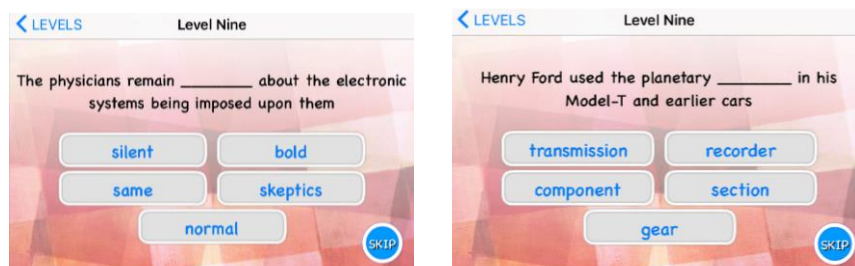 LEVELS Level Nine
The physicians remain ________ about the electronic
systems being imposed upon them
silent bold
same skeptics
normal
SKIP
LEVELS Level Nine
Henry Ford used the planetary ________ in his
Model-T and earlier cars
transmission recorder
component section
gear
SKIP